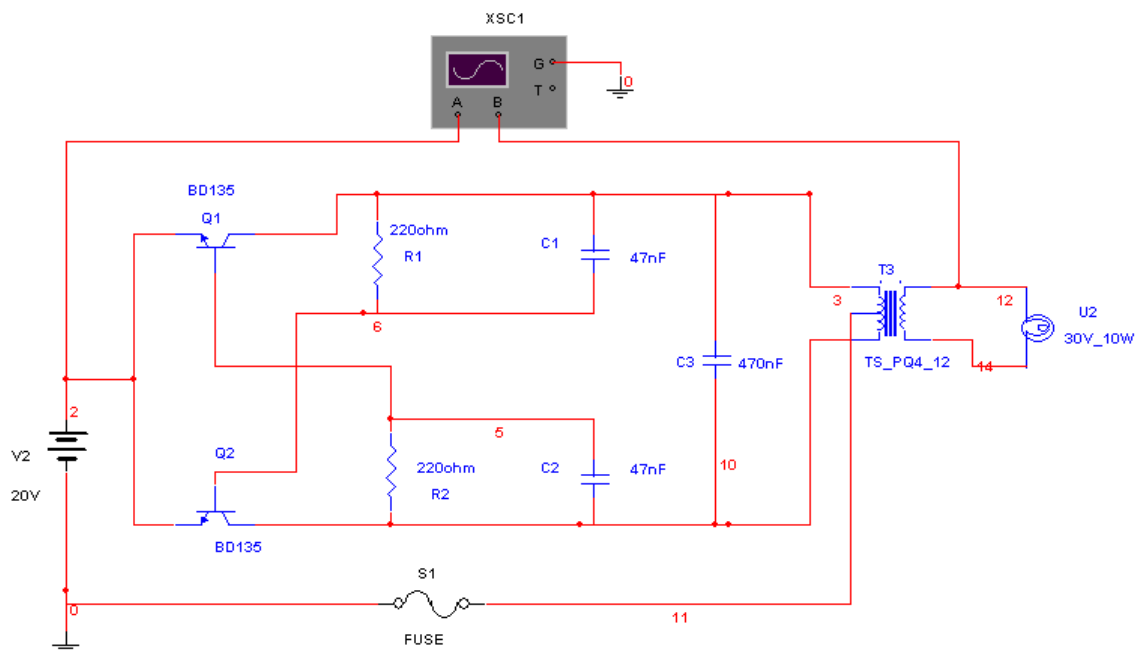 XSC1
G
0
T
A B
BD135
Q1
220ohm
R1
C1
47nF
T3
3
12
U2
30V_10W
6
C3
470nF
TS_PQ4_12
14
2
5
V2
20V
Q2
220ohm
R2
C2
47nF
10
BD135
S1
0
11
FUSE